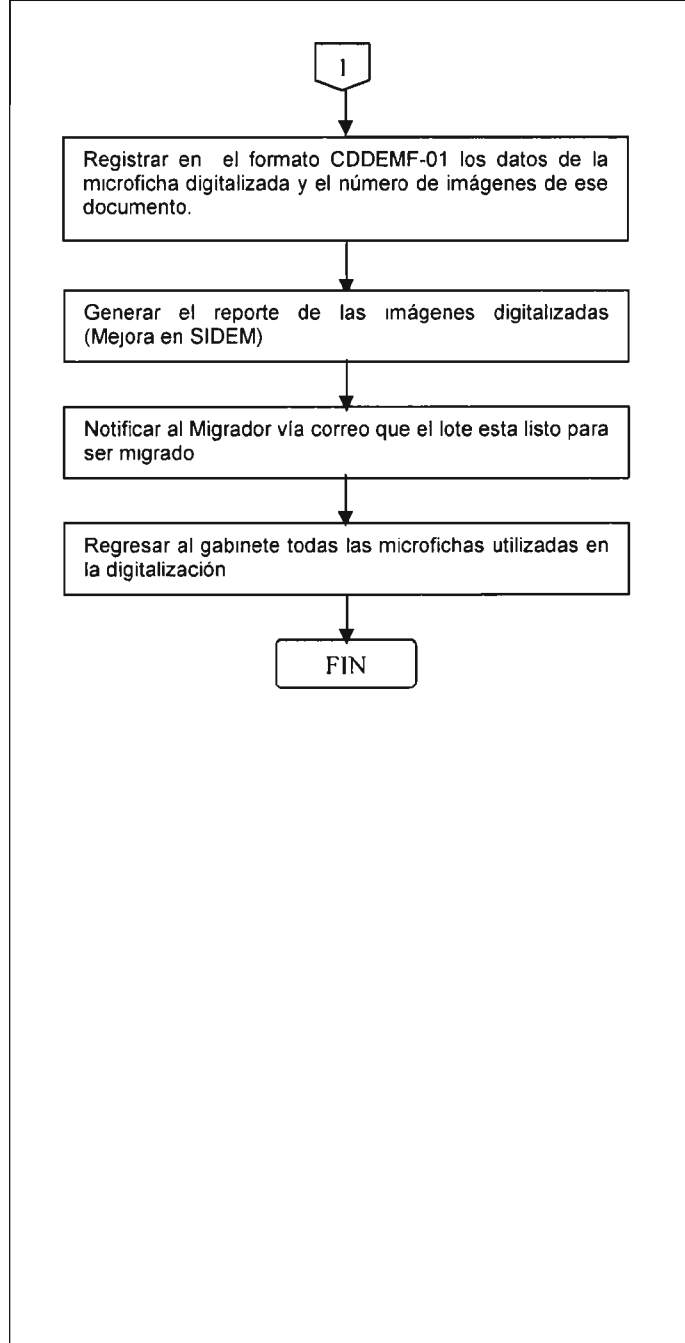 1
Registrar en el formato CDDEMF-01 los datos de la
microficha digitalizada y el número de imágenes de ese
documento.
Generar el reporte de las imágenes digitalizadas
(Mejora en SIDEM)
Notificar al Migrador vía correo que el lote esta listo para
ser migrado
Regresar al gabinete todas las microfichas utilizadas en
la digitalización
FIN